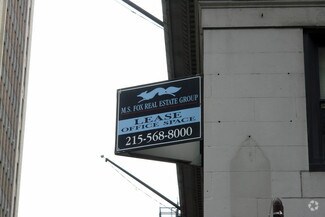 M.S. FOX REAL ESTATE GROUP
LEASE
OFFICE SPACE
215-568-8000